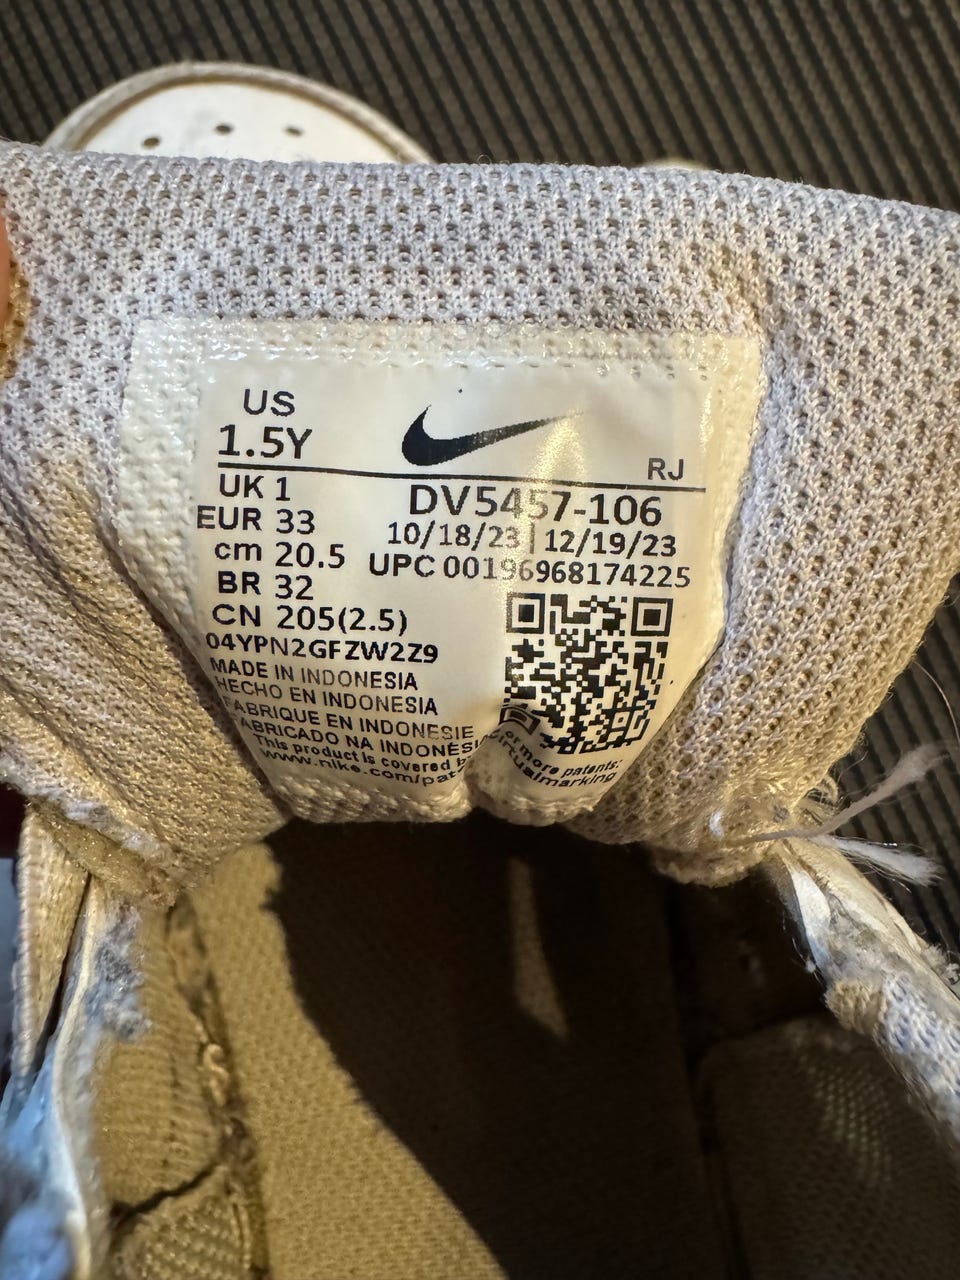 US
1.5Y
RJ
UK 1
EUR 33
cm 20.5
BR 32
CN 205(2.5)
DV5457-106
10/18/23 | 12/19/23
UPC 00196968174225
04YPN2GFZW2Z9
MADE IN INDONESIA
HECHO EN INDONESIA
FABRIQUE EN INDONESIE
FABRICADO NA INDONÉSIA
This product is covered by
or more patents:
www.nike.com/pat
virtualmarking